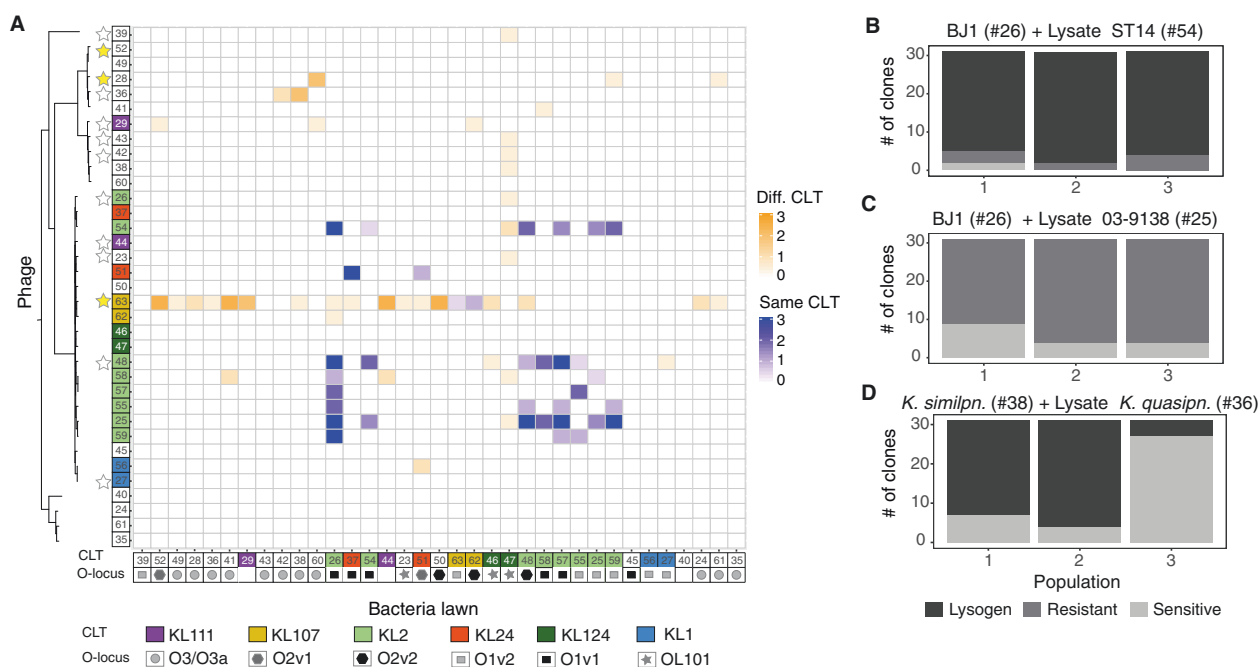 A
Phage
39
52
49
28
36
41
29
43
42
38
60
26
37
54
44
23
51
50
63
62
46
47
48
58
57
55
25
59
45
56
27
40
24
61
35
CLT 39 52 49 28 36 41 29 43 42 38 60 26 37 54 44 23 51 50 63 62 46 47 48 58 57 55 25 59 45 56 27 40 24 61 35
O-locus
Bacteria lawn
CLT KL111 KL107 KL2 KL24 KL124 KL1
O-locus O3/O3a O2v1 O2v2 O1v2 O1v1 OL101
Diff. CLT
3
2
1
0
Same CLT
3
2
1
0
B
BJ1 (#26) + Lysate ST14 (#54)
# of clones
30
20
10
0
1 2 3
C
BJ1 (#26) + Lysate 03-9138 (#25)
# of clones
30
20
10
0
1 2 3
D
K. similpn. (#38) + Lysate K. quasipn. (#36)
# of clones
30
20
10
0
1 2 3
Population
Lysogen Resistant Sensitive